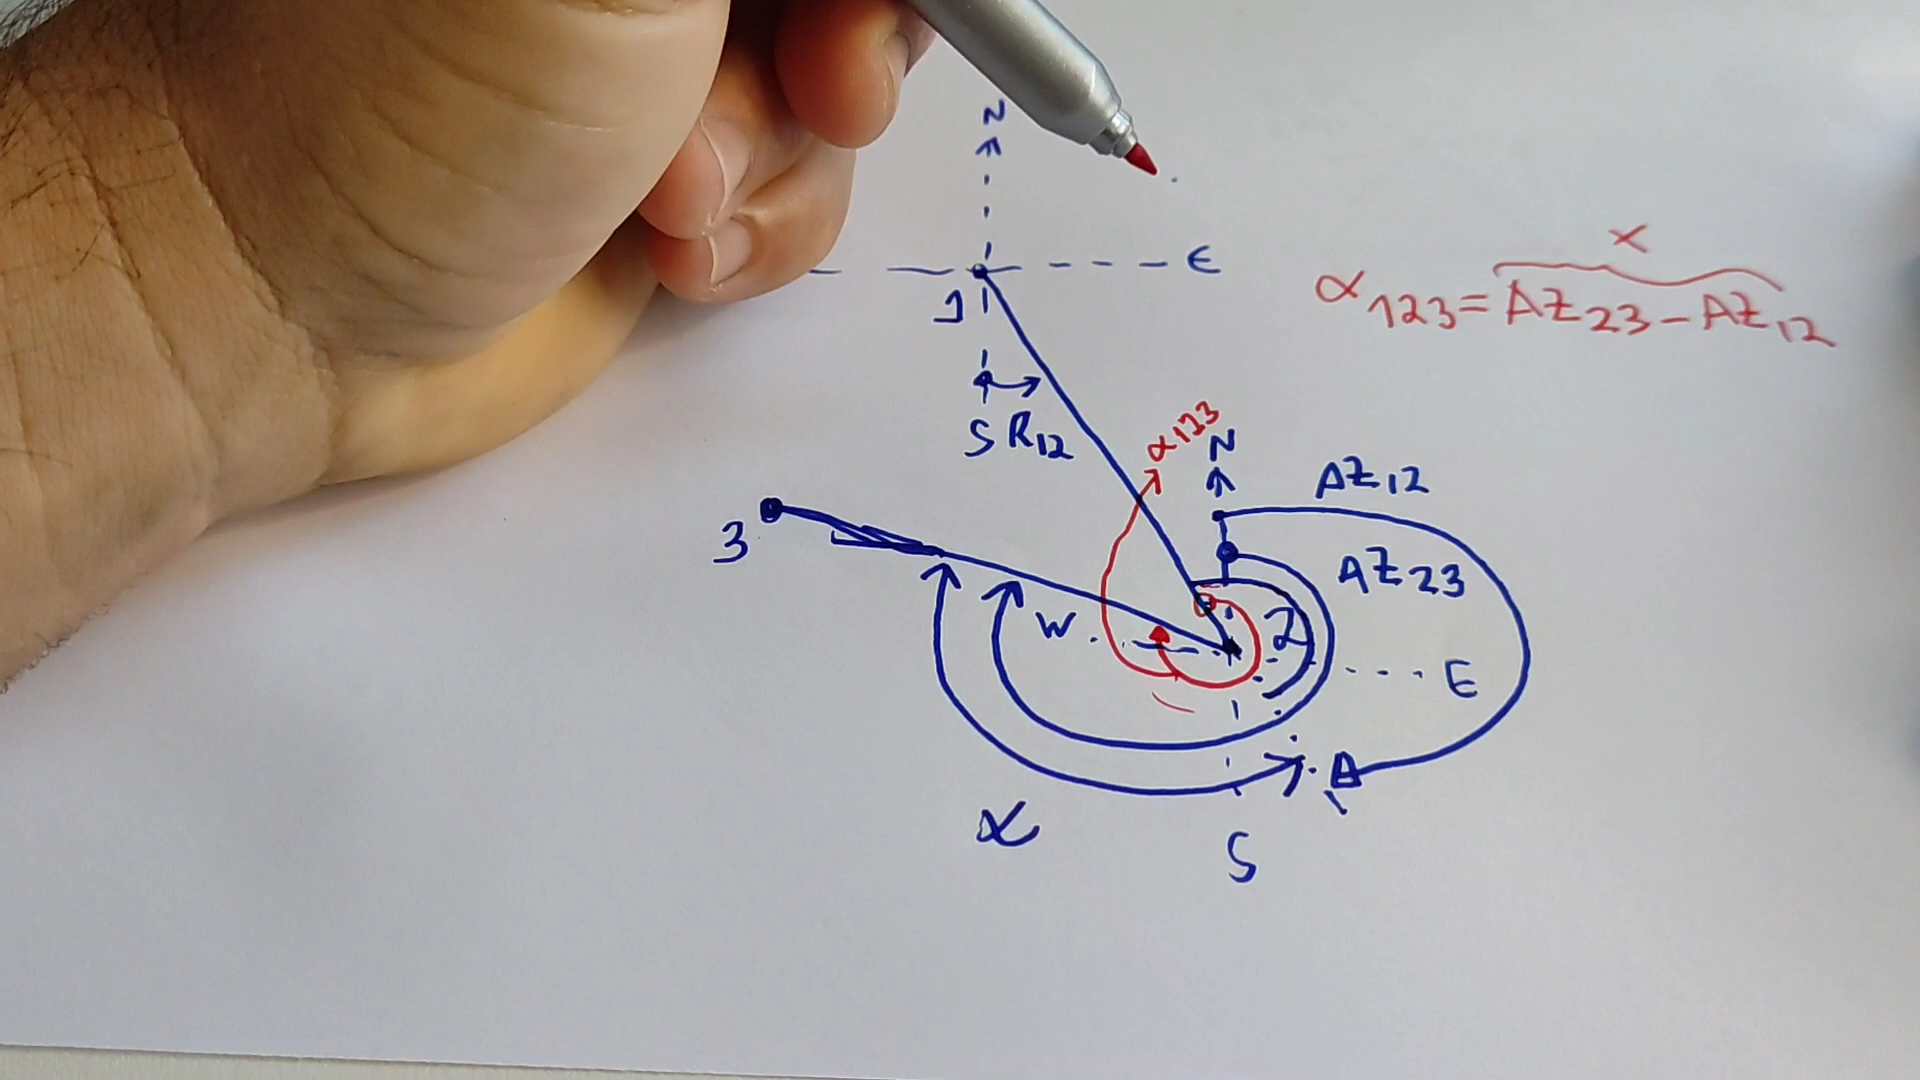 N
E
1
x
α123 = AZ23 - AZ12
SR12
α123
N
AZ12
3
AZ23
W
2
E
A
α
S